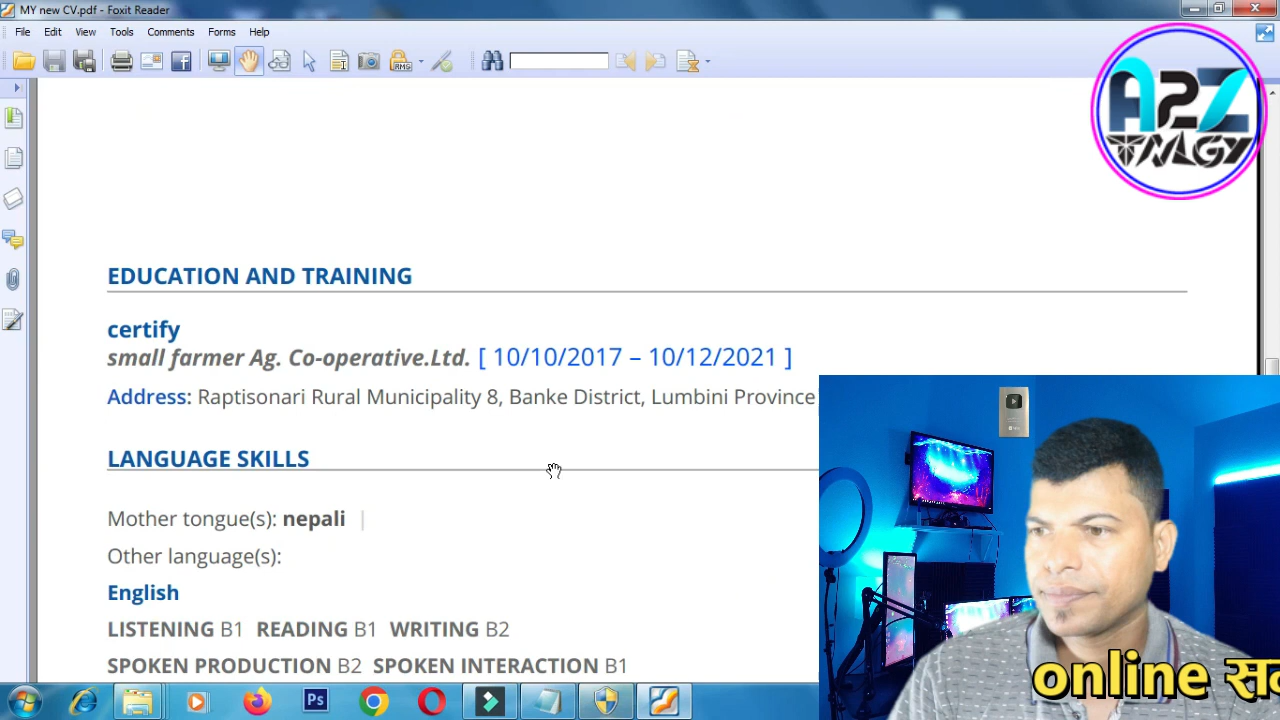 MY new CV.pdf - Foxit Reader
File Edit View Tools Comments Forms Help
RMS
A2Z
TMGY
EDUCATION AND TRAINING
certify
small farmer Ag. Co-operative.Ltd. [ 10/10/2017 – 10/12/2021 ]
Address: Raptisonari Rural Municipality 8, Banke District, Lumbini Province
LANGUAGE SKILLS
Mother tongue(s): nepali
Other language(s):
English
LISTENING B1 READING B1 WRITING B2
SPOKEN PRODUCTION B2 SPOKEN INTERACTION B1
online
Ps